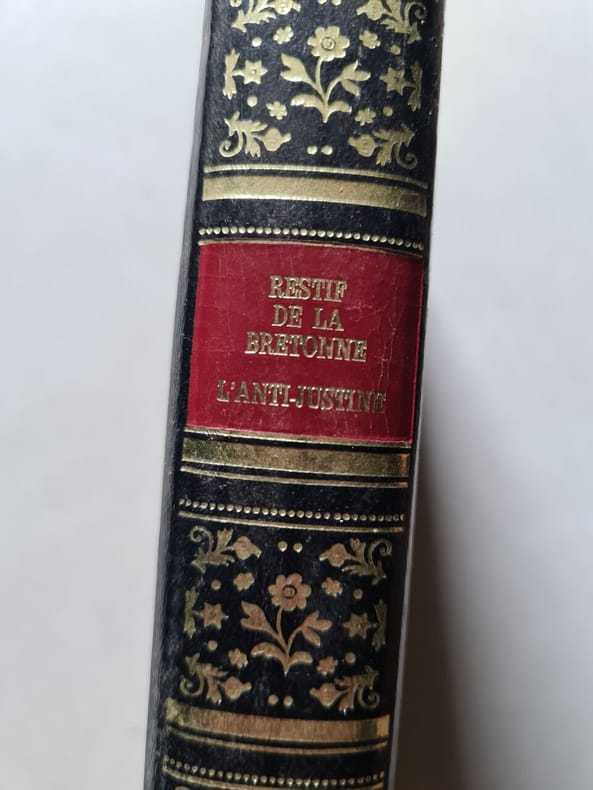 RESTIF
DE LA
BRETONNE
L'ANTI-JUSTINE